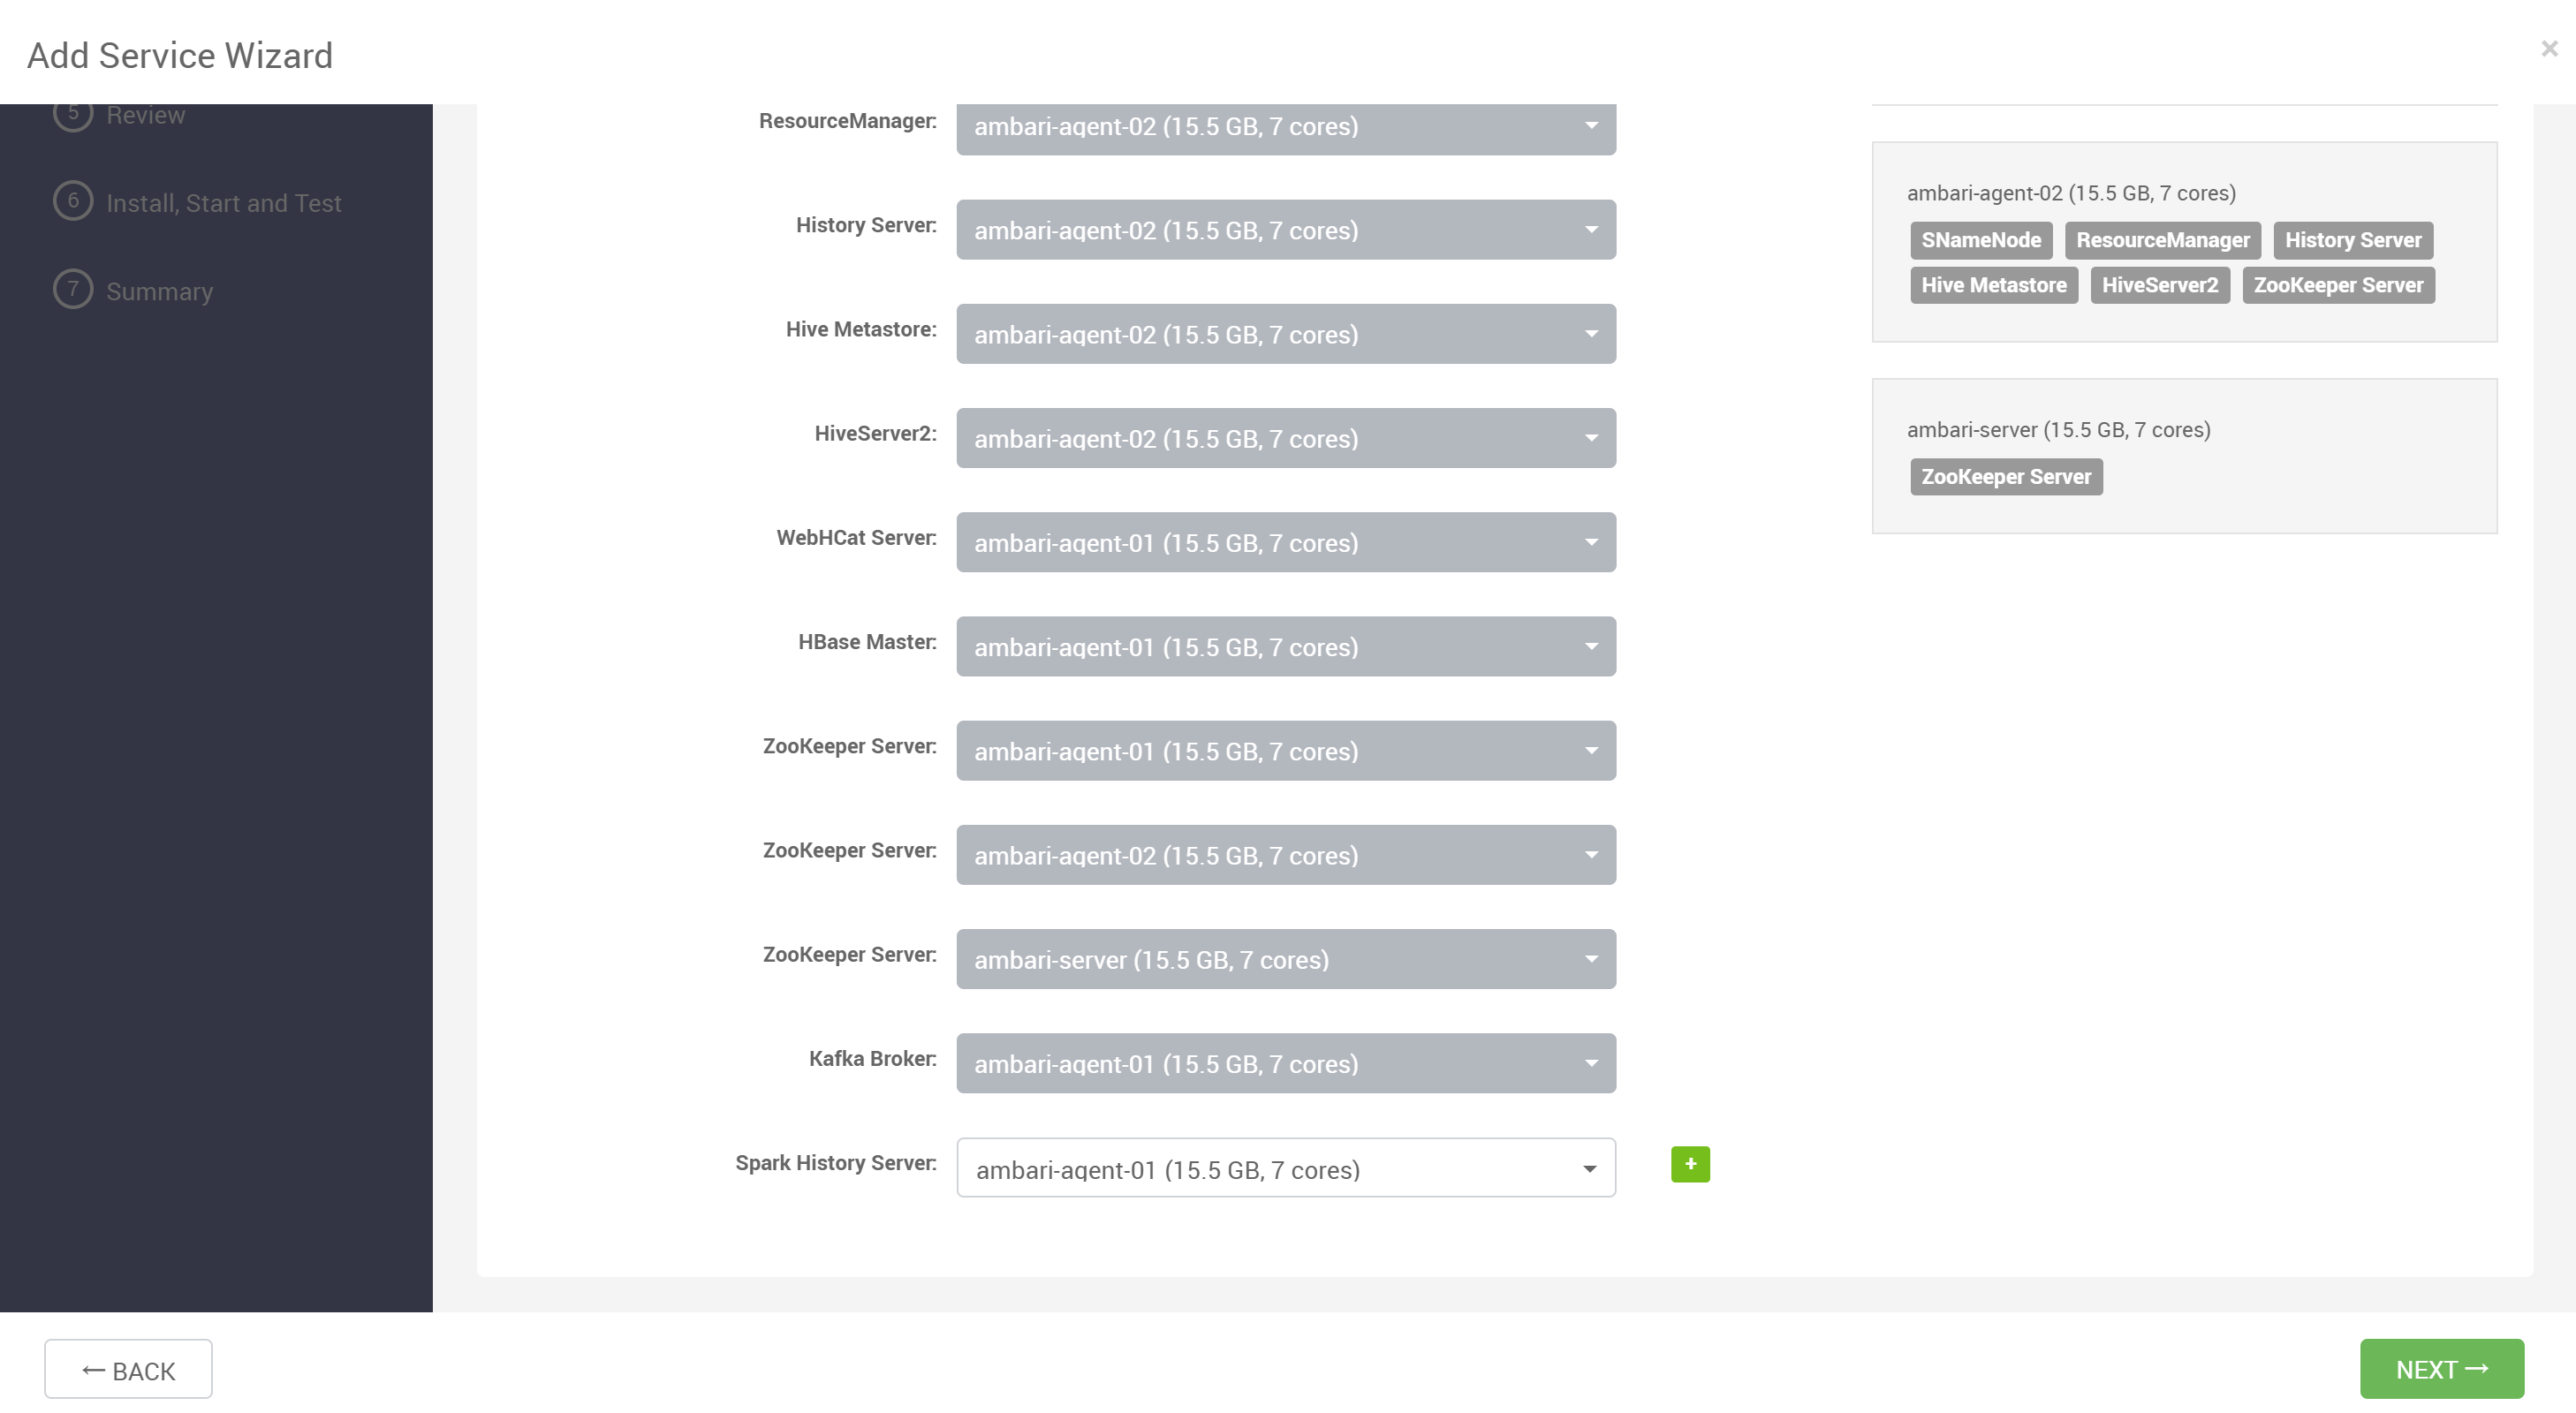 Add Service Wizard
×
5 Review
6 Install, Start and Test
7 Summary
ResourceManager: ambari-agent-02 (15.5 GB, 7 cores)
History Server: ambari-agent-02 (15.5 GB, 7 cores)
Hive Metastore: ambari-agent-02 (15.5 GB, 7 cores)
HiveServer2: ambari-agent-02 (15.5 GB, 7 cores)
WebHCat Server: ambari-agent-01 (15.5 GB, 7 cores)
HBase Master: ambari-agent-01 (15.5 GB, 7 cores)
ZooKeeper Server: ambari-agent-01 (15.5 GB, 7 cores)
ZooKeeper Server: ambari-agent-02 (15.5 GB, 7 cores)
ZooKeeper Server: ambari-server (15.5 GB, 7 cores)
Kafka Broker: ambari-agent-01 (15.5 GB, 7 cores)
Spark History Server: ambari-agent-01 (15.5 GB, 7 cores) +
ambari-agent-02 (15.5 GB, 7 cores)
SNameNode ResourceManager History Server
Hive Metastore HiveServer2 ZooKeeper Server
ambari-server (15.5 GB, 7 cores)
ZooKeeper Server
← BACK
NEXT →